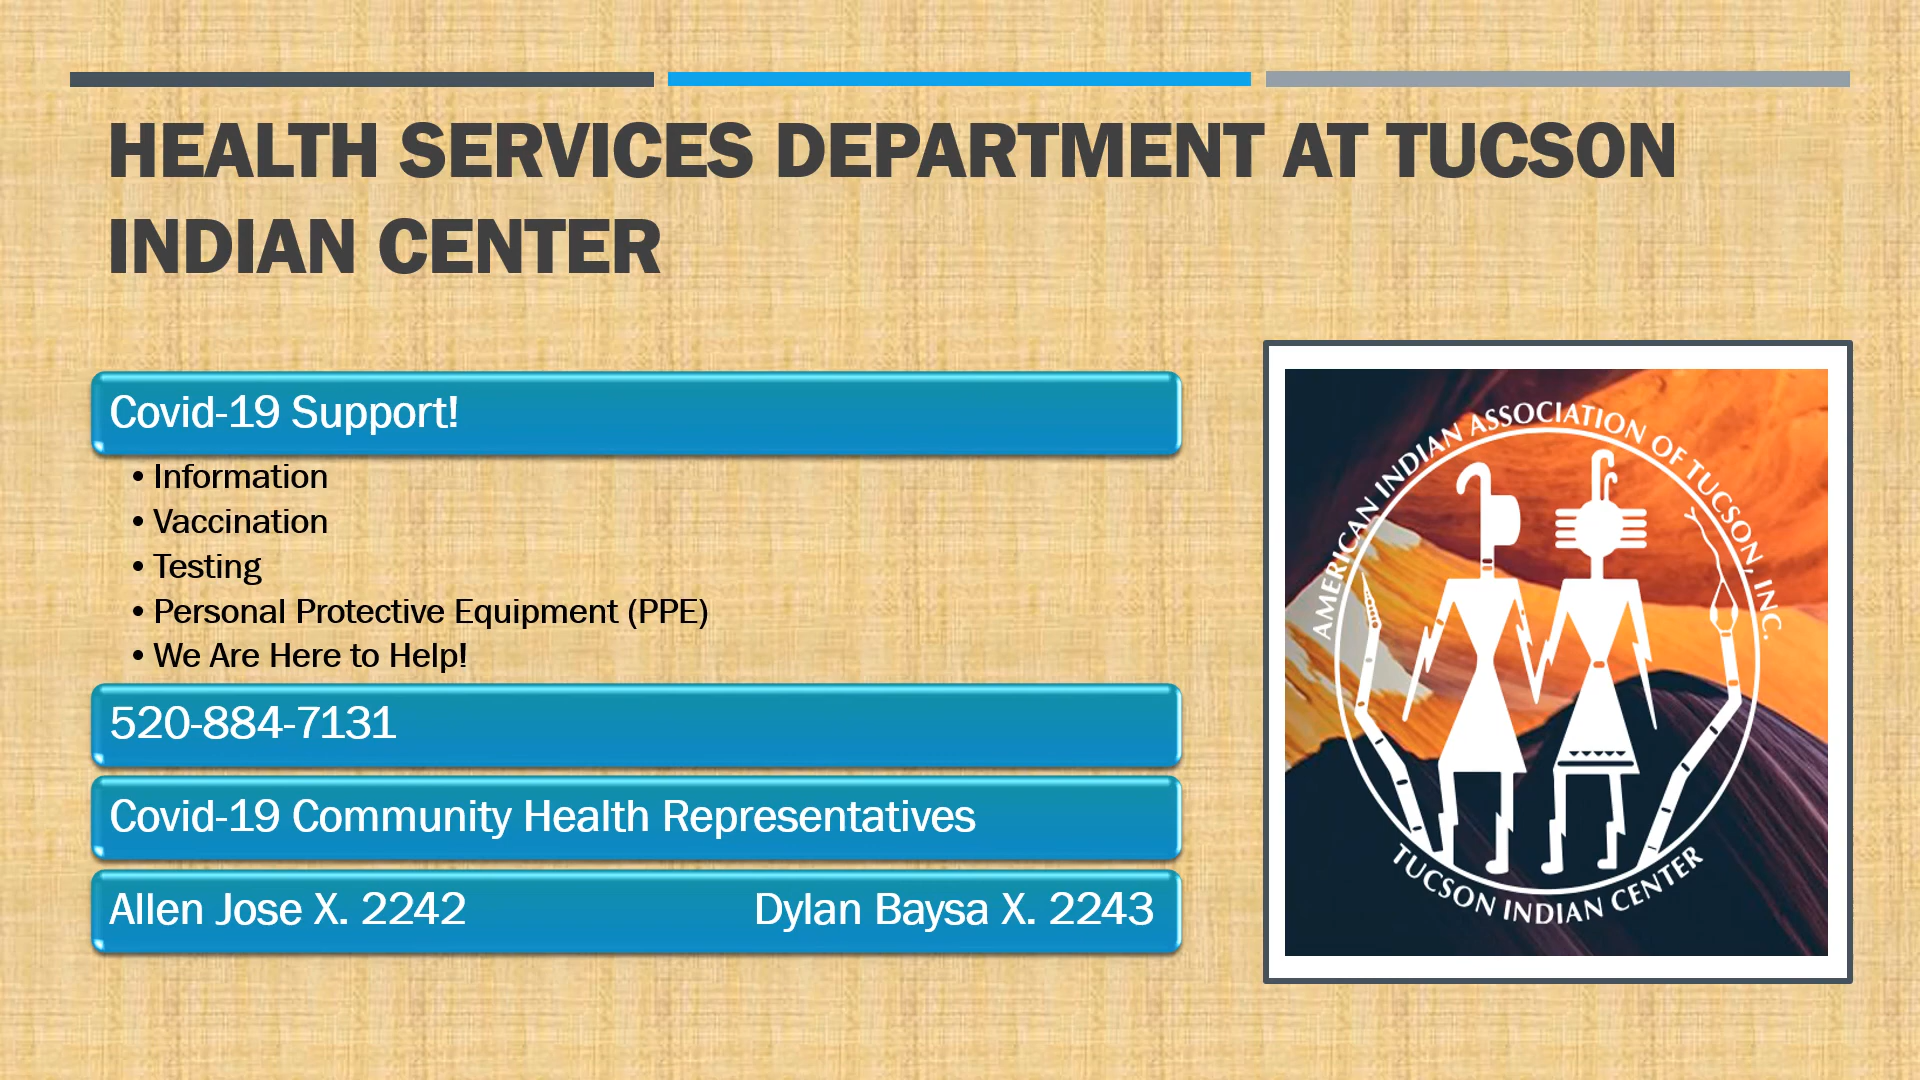 HEALTH SERVICES DEPARTMENT AT TUCSON
INDIAN CENTER
Covid-19 Support!
• Information
• Vaccination
• Testing
• Personal Protective Equipment (PPE)
• We Are Here to Help!
520-884-7131
Covid-19 Community Health Representatives
Allen Jose X. 2242 Dylan Baysa X. 2243
AMERICAN INDIAN ASSOCIATION OF TUCSON, INC.
TUCSON INDIAN CENTER